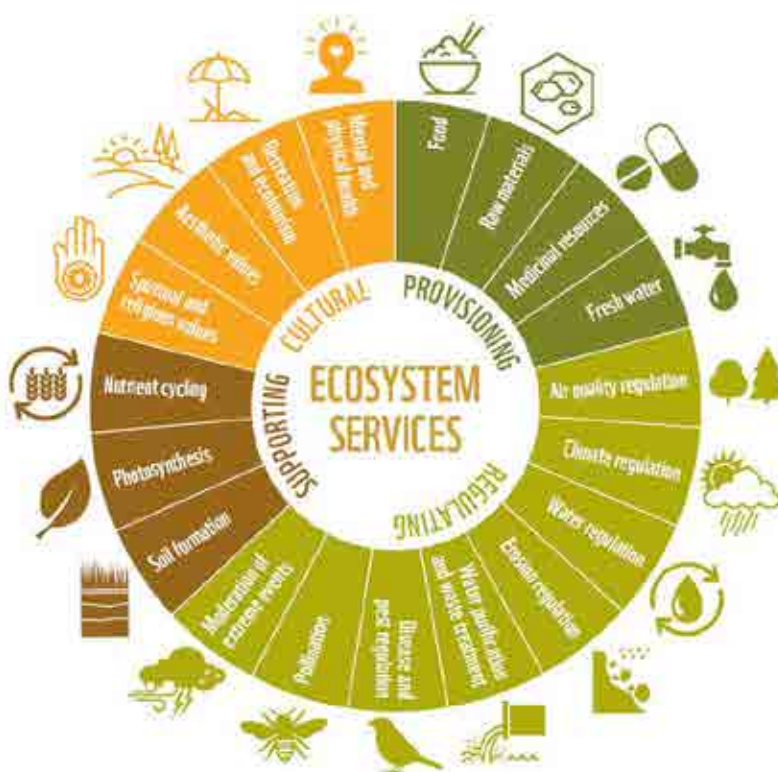 ECOSYSTEM
SERVICES
PROVISIONING
Food
Raw materials
Medicinal resources
Fresh water
REGULATING
Air quality regulation
Climate regulation
Water regulation
Erosion regulation
Water purification
and waste treatment
Disease and
pest regulation
Pollination
Moderation of
extreme events
SUPPORTING
Soil formation
Photosynthesis
Nutrient cycling
CULTURAL
Spiritual and
religious values
Aesthetic values
Recreation
and ecotourism
Mental and
physical health